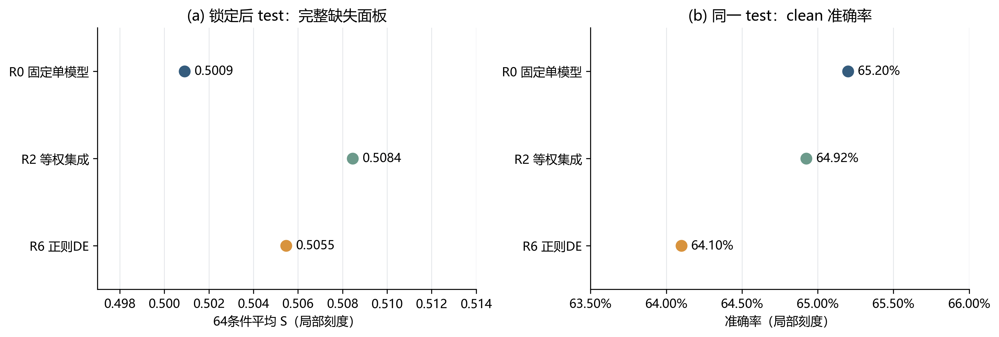 (a) 锁定后 test：完整缺失面板
R0 固定单模型
0.5009
R2 等权集成
0.5084
R6 正则DE
0.5055
0.498 0.500 0.502 0.504 0.506 0.508 0.510 0.512 0.514
64条件平均 S（局部刻度）
(b) 同一 test：clean 准确率
R0 固定单模型
65.20%
R2 等权集成
64.92%
R6 正则DE
64.10%
63.50% 64.00% 64.50% 65.00% 65.50% 66.00%
准确率（局部刻度）